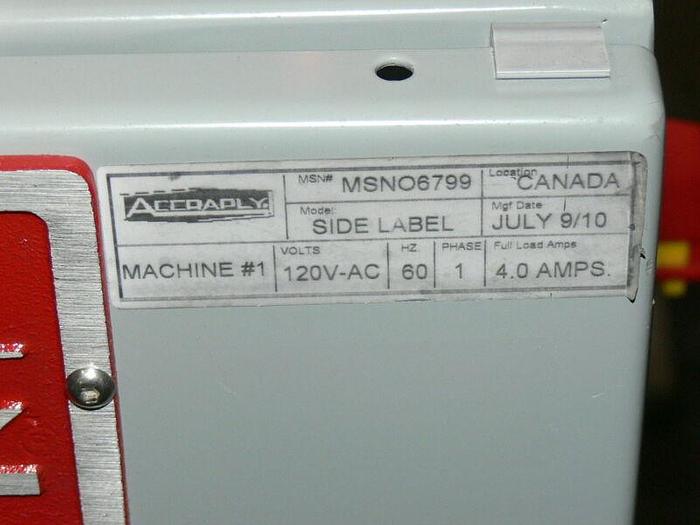 ACCRAPLY
MSN# MSNO6799
Location CANADA
Model: SIDE LABEL
Mgf Date JULY 9/10
MACHINE #1
VOLTS 120V-AC
HZ 60
PHASE 1
Full Load Amps 4.0 AMPS.